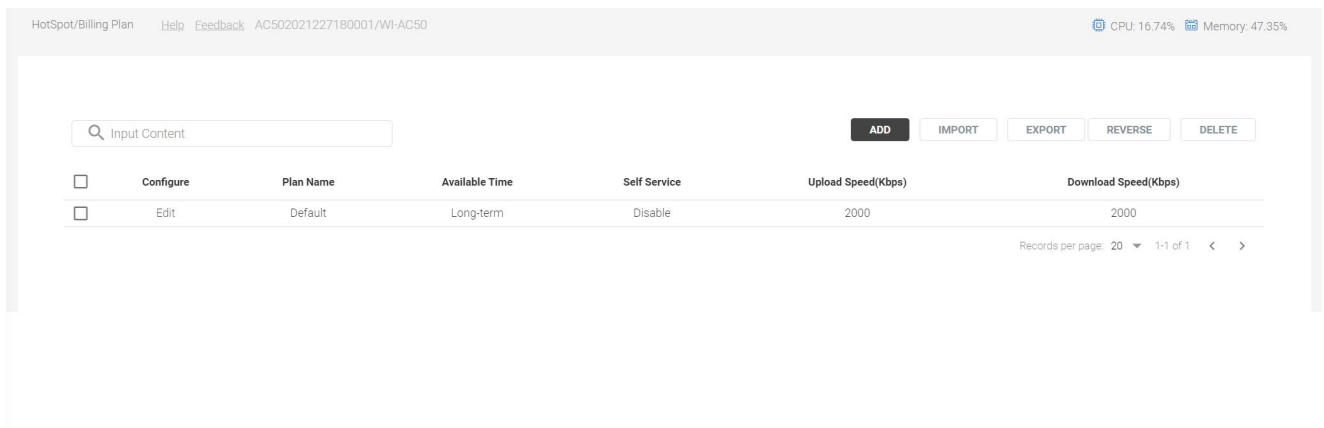 HotSpot/Billing Plan Help Feedback AC502021227180001/WI-AC50 CPU: 16.74% Memory: 47.35%
Input Content ADD IMPORT EXPORT REVERSE DELETE
Configure Plan Name Available Time Self Service Upload Speed(Kbps) Download Speed(Kbps)
Edit Default Long-term Disable 2000 2000
Records per page: 20 1-1 of 1